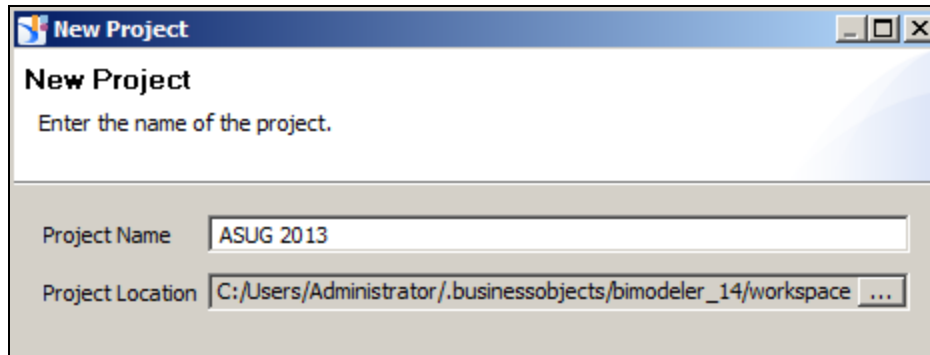 New Project
New Project
Enter the name of the project.
Project Name ASUG 2013
Project Location C:/Users/Administrator/.businessobjects/bimodeler_14/workspace ...